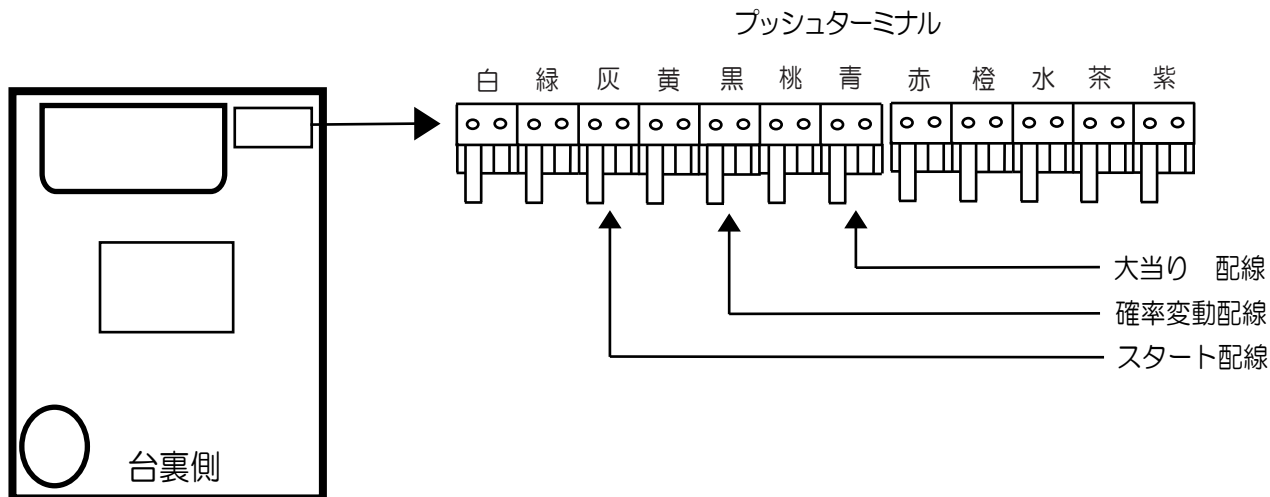 プッシュターミナル
白 緑 灰 黄 黒 桃 青 赤 橙 水 茶 紫
大当り 配線
確率変動配線
スタート配線
台裏側